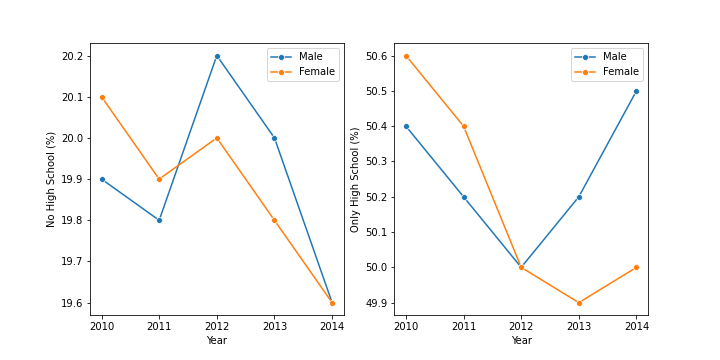 No High School (%)
20.2
20.1
20.0
19.9
19.8
19.7
19.6
2010 2011 2012 2013 2014
Year
Male
Female
Only High School (%)
50.6
50.5
50.4
50.3
50.2
50.1
50.0
49.9
2010 2011 2012 2013 2014
Year
Male
Female